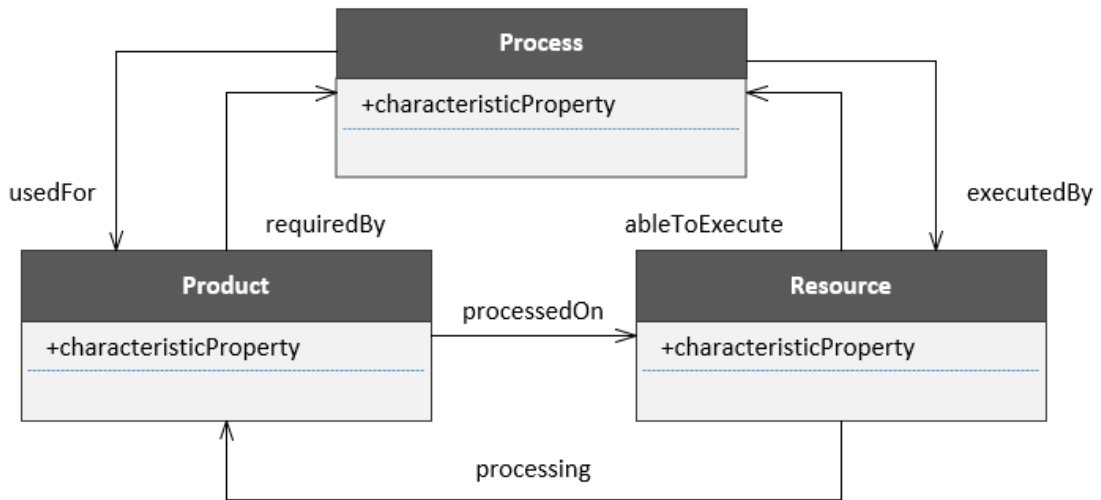 Process
+characteristicProperty
usedFor
executedBy
requiredBy
ableToExecute
Product
Resource
processedOn
+characteristicProperty
+characteristicProperty
processing